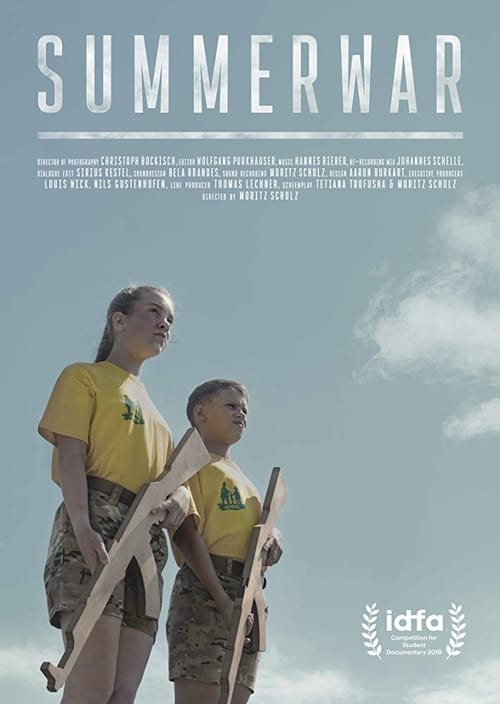 SUMMERWAR
DIRECTOR OF PHOTOGRAPHY CHRISTOPH BOCKISCH, EDITOR WOLFGANG PURKHAUSER, MUSIC HANNES BIEBER, RE-RECORDING MIX JOHANNES SCHELLE,
DIALOGUE EDIT SIRIUS KESTEL, SOUNDDESIGN BELA BRANDES, SOUND RECORDING MORITZ SCHULZ, DESIGN AARON BURKART, EXECUTIVE PRODUCERS
LOUIS WICK, NILS GUSTENHOFEN, LINE PRODUCER THOMAS LECHNER, SCREENPLAY TETIANA TROFUSHA & MORITZ SCHULZ
DIRECTED BY MORITZ SCHULZ
idfa
Competition for
Student
Documentary 2019